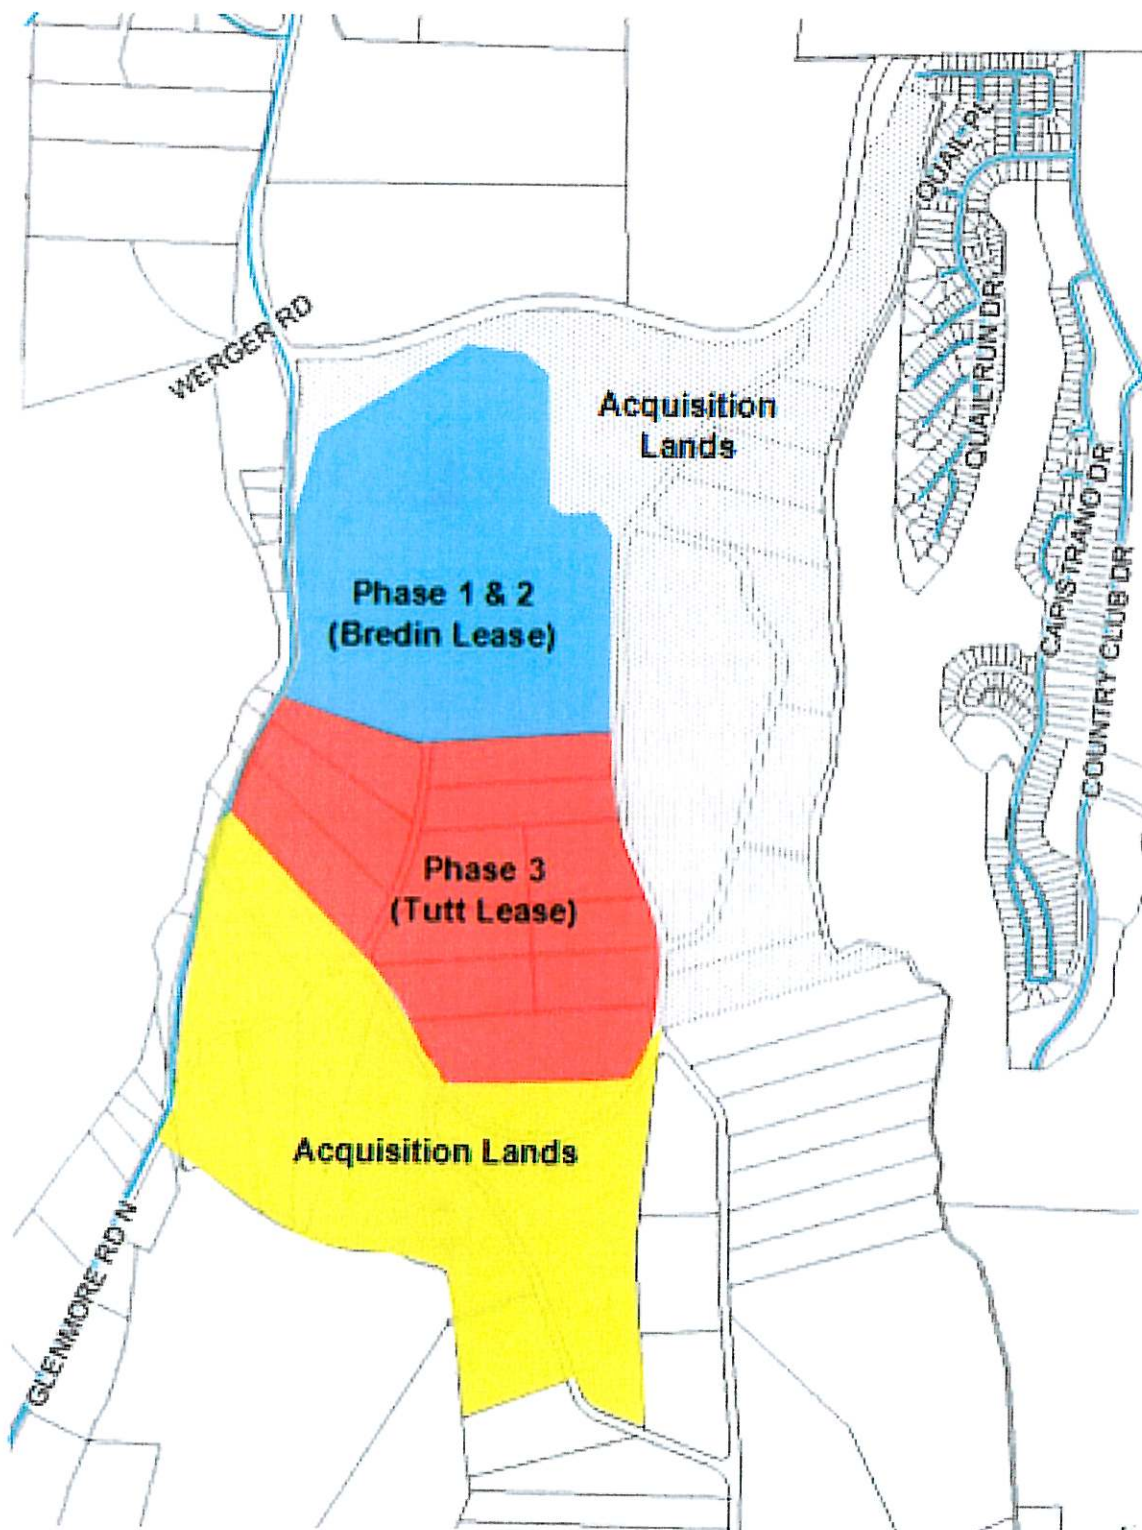 QUAIL PL
WERGER RD
QUAIL RUN DR
Acquisition
Lands
CAPISTRANO DR
COUNTRY CLUB DR
Phase 1 & 2
(Bredin Lease)
Phase 3
(Tutt Lease)
Acquisition Lands
GLENMORE RD N